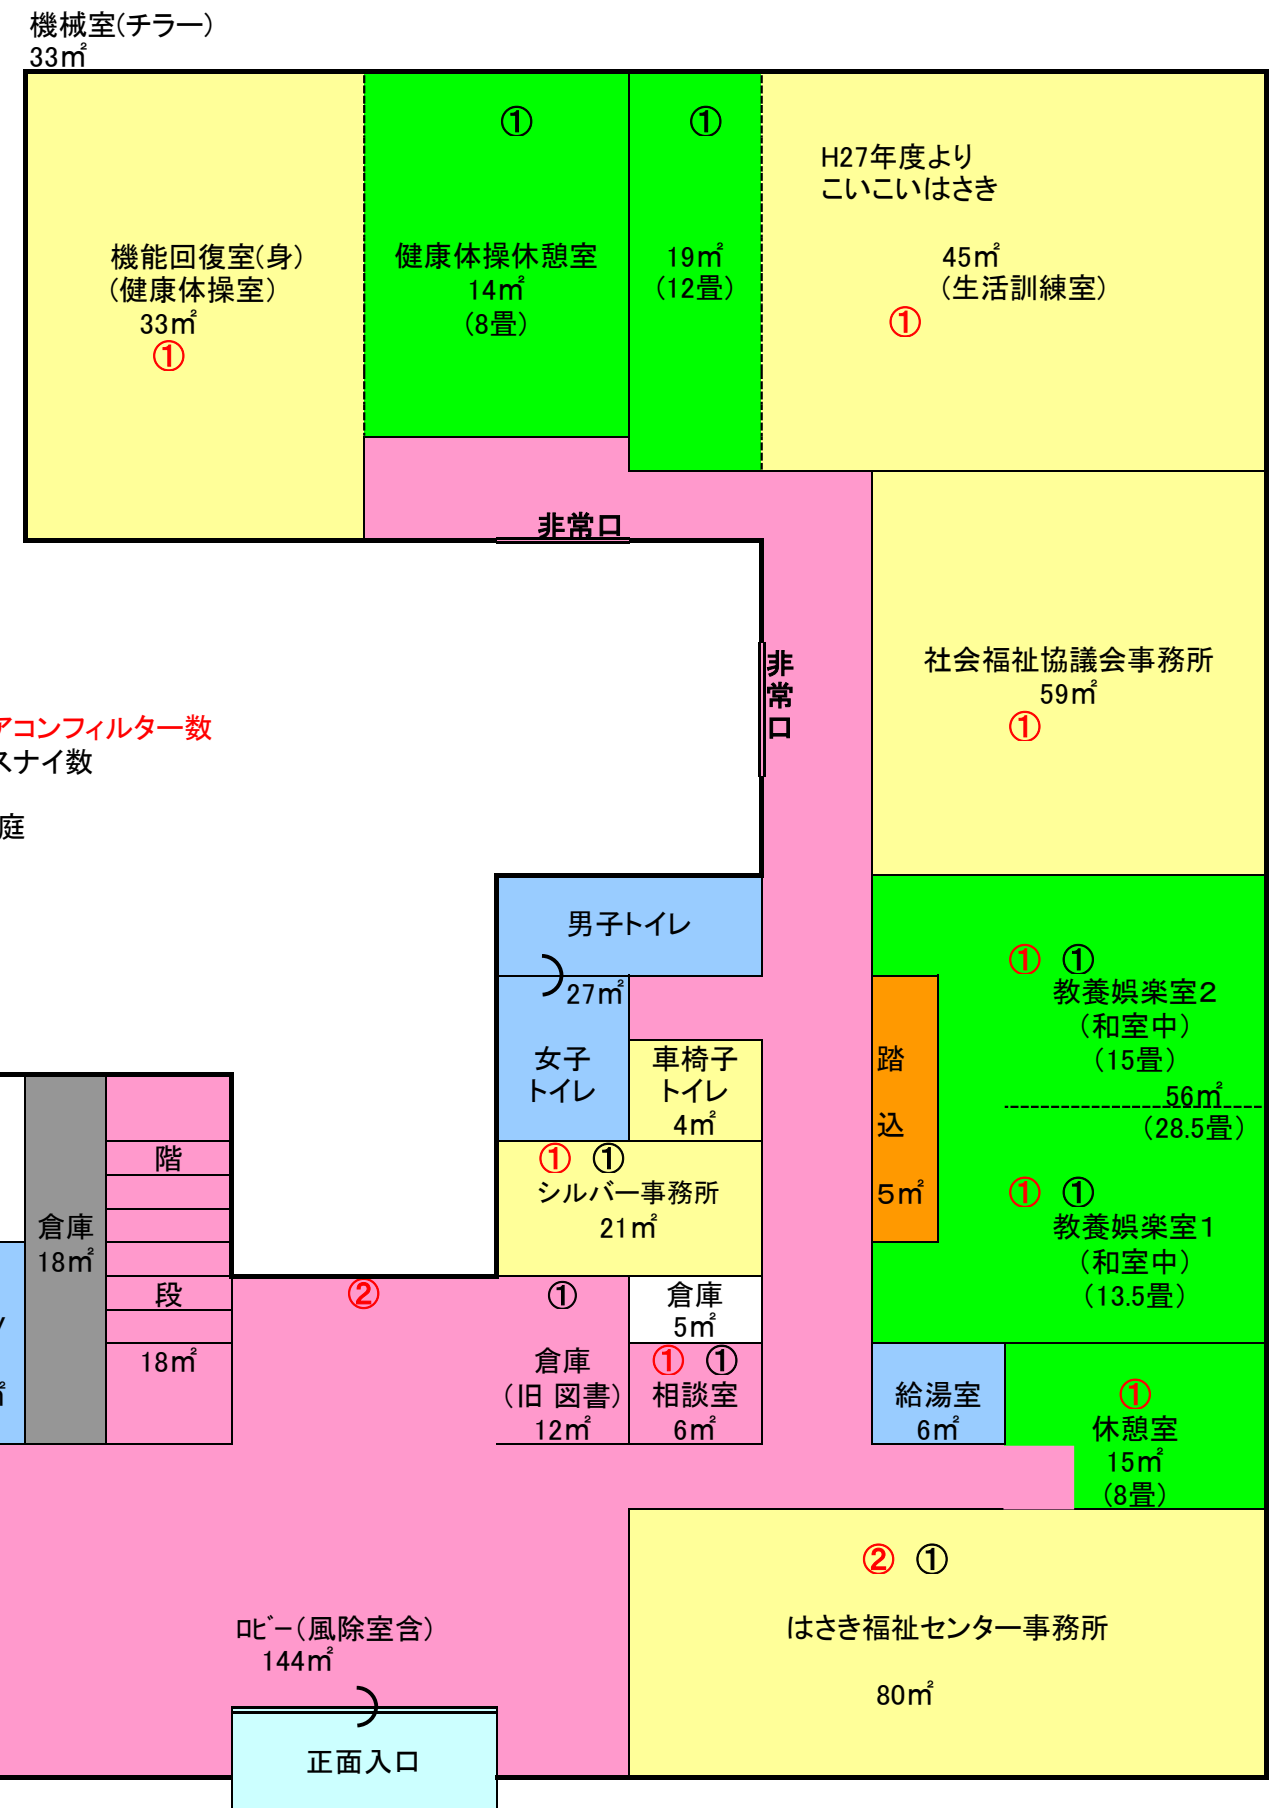 機械室(チラー)
33㎡
①
①
H27年度より
こいこいはさき
機能回復室(身)
(健康体操室)
33㎡
①
健康体操休憩室
14㎡
(8畳)
19㎡
(12畳)
45㎡
(生活訓練室)
①
非常口
非常口
社会福祉協議会事務所
59㎡
①
アコンフィルター数
スナイ数
庭
男子トイレ
27㎡
女子
トイレ
車椅子
トイレ
4㎡
① ①
シルバー事務所
21㎡
踏
込
5㎡
① ①
教養娯楽室2
(和室中)
(15畳)
56㎡
(28.5畳)
① ①
教養娯楽室1
(和室中)
(13.5畳)
倉庫
18㎡
階
段
18㎡
②
①
倉庫
(旧 図書)
12㎡
倉庫
5㎡
① ①
相談室
6㎡
給湯室
6㎡
①
休憩室
15㎡
(8畳)
② ①
はさき福祉センター事務所
80㎡
ﾛﾋﾞｰ(風除室含)
144㎡
正面入口